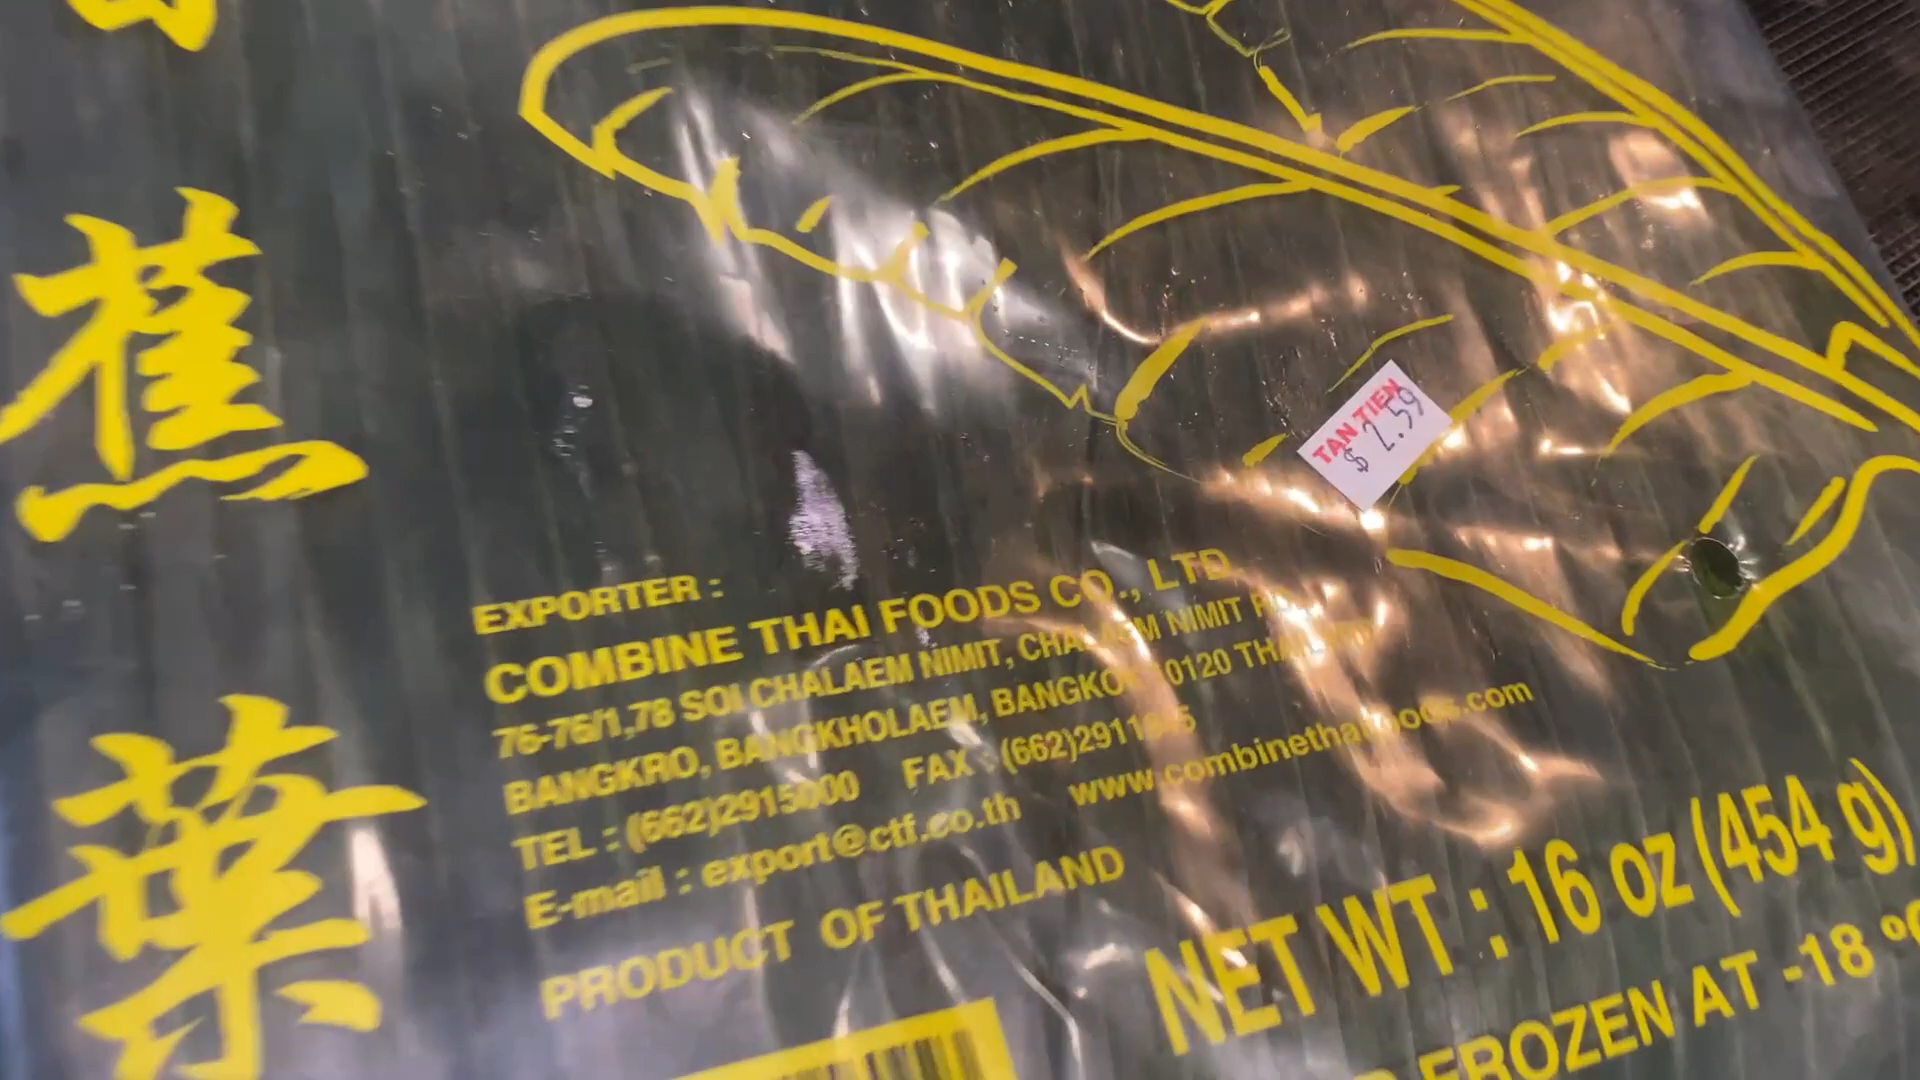 蕉
葉
TAN TIEN
$ 2.59
EXPORTER :
COMBINE THAI FOODS CO., LTD.
76-76/1,78 SOI CHALAEM NIMIT, CHALAEM NIMIT
BANGKRO, BANGKHOLAEM, BANGKOK 10120 THAILAND
TEL : (662)2915000 FAX : (662)
E-mail : export@ctf.co.th www.combinethaifoods.com
PRODUCT OF THAILAND
NET WT : 16 oz (454 g)
FROZEN AT -18 º